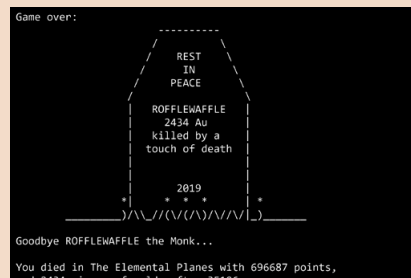 Game over:
REST
IN
PEACE
ROFFLEWAFFLE
2434 Au
killed by a
touch of death
2019
Goodbye ROFFLEWAFFLE the Monk...
You died in The Elemental Planes with 696687 points,